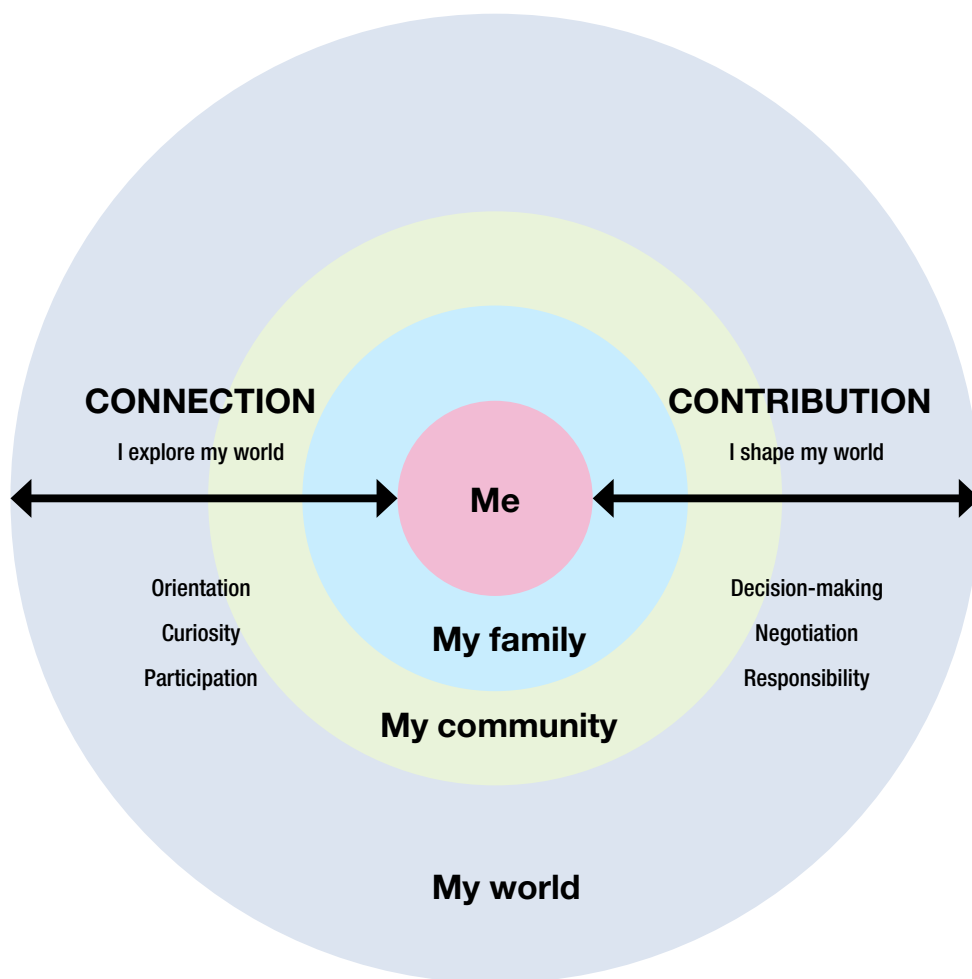 CONNECTION
I explore my world
CONTRIBUTION
I shape my world
Me
Orientation
Curiosity
Participation
Decision-making
Negotiation
Responsibility
My family
My community
My world